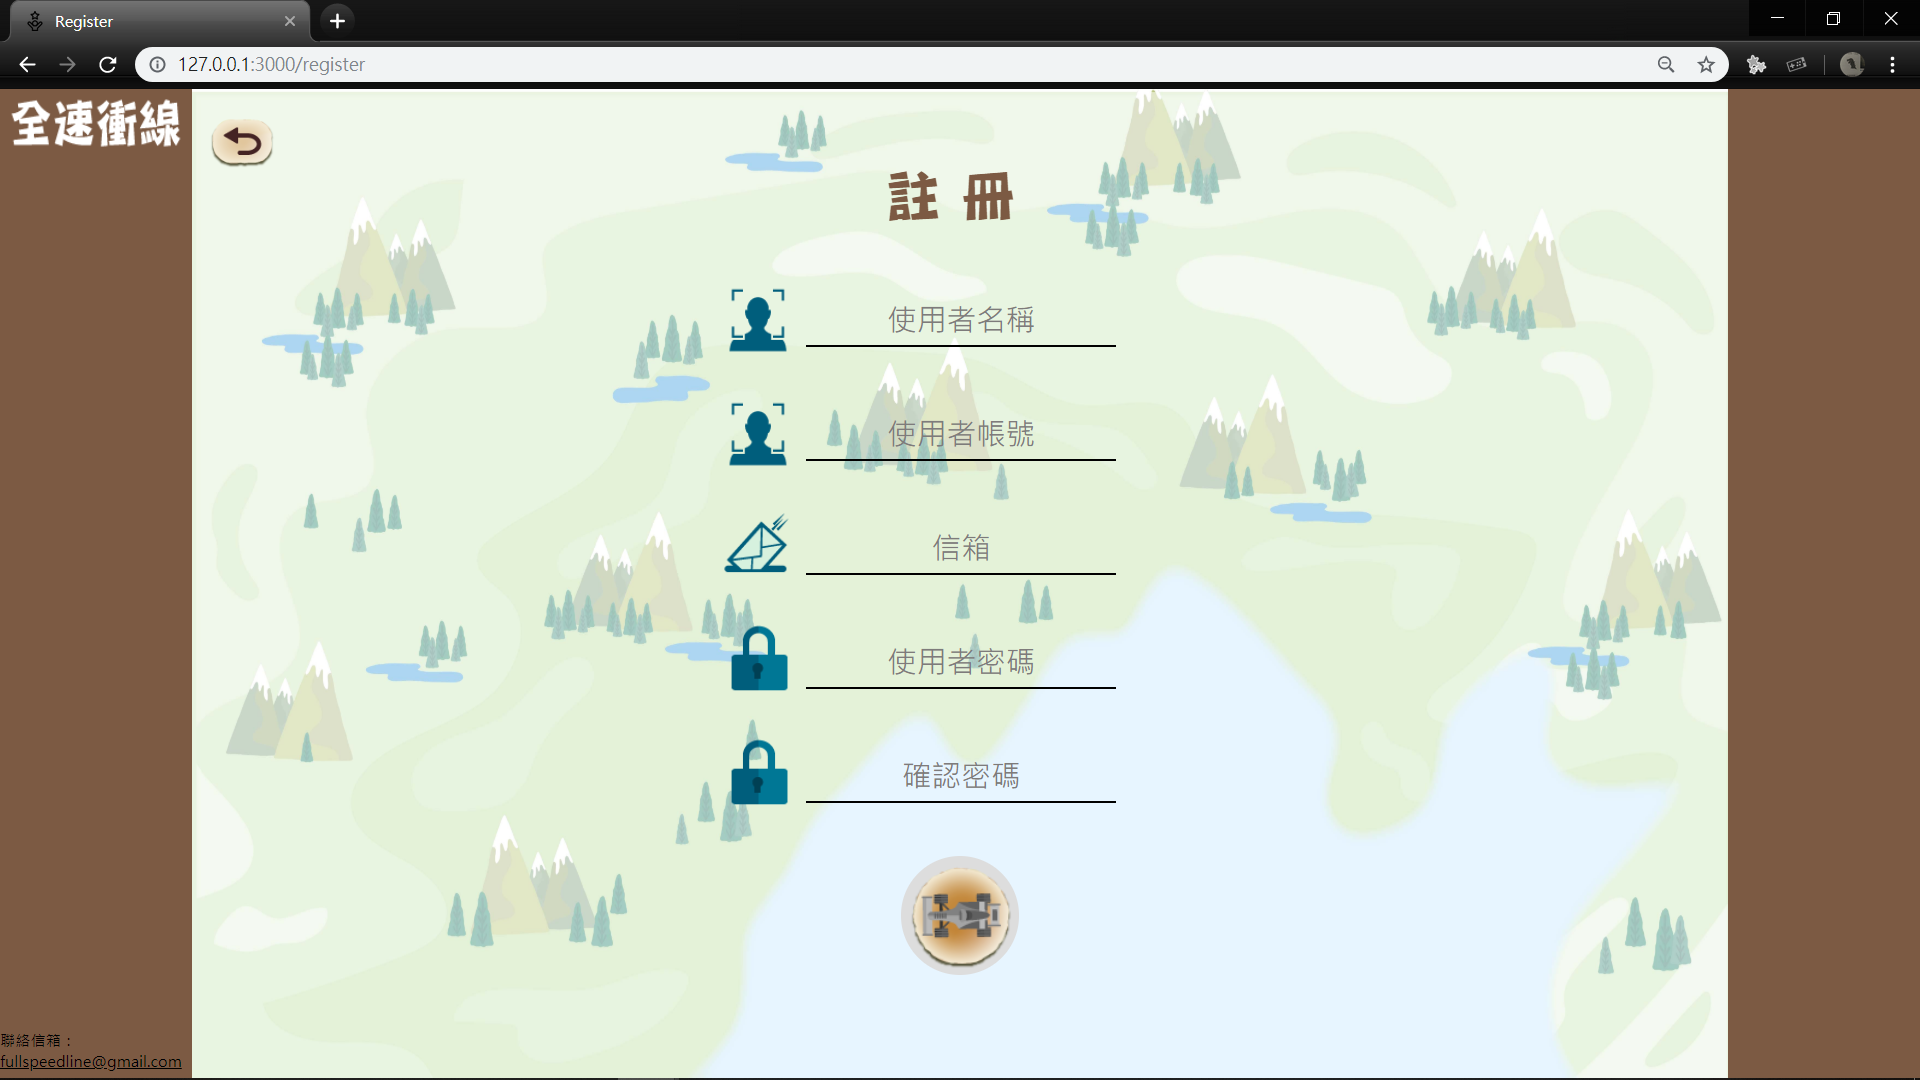 Register
127.0.0.1:3000/register
全速衝線
註冊
使用者名稱
使用者帳號
信箱
使用者密碼
確認密碼
聯絡信箱：
fullspeedline@gmail.com